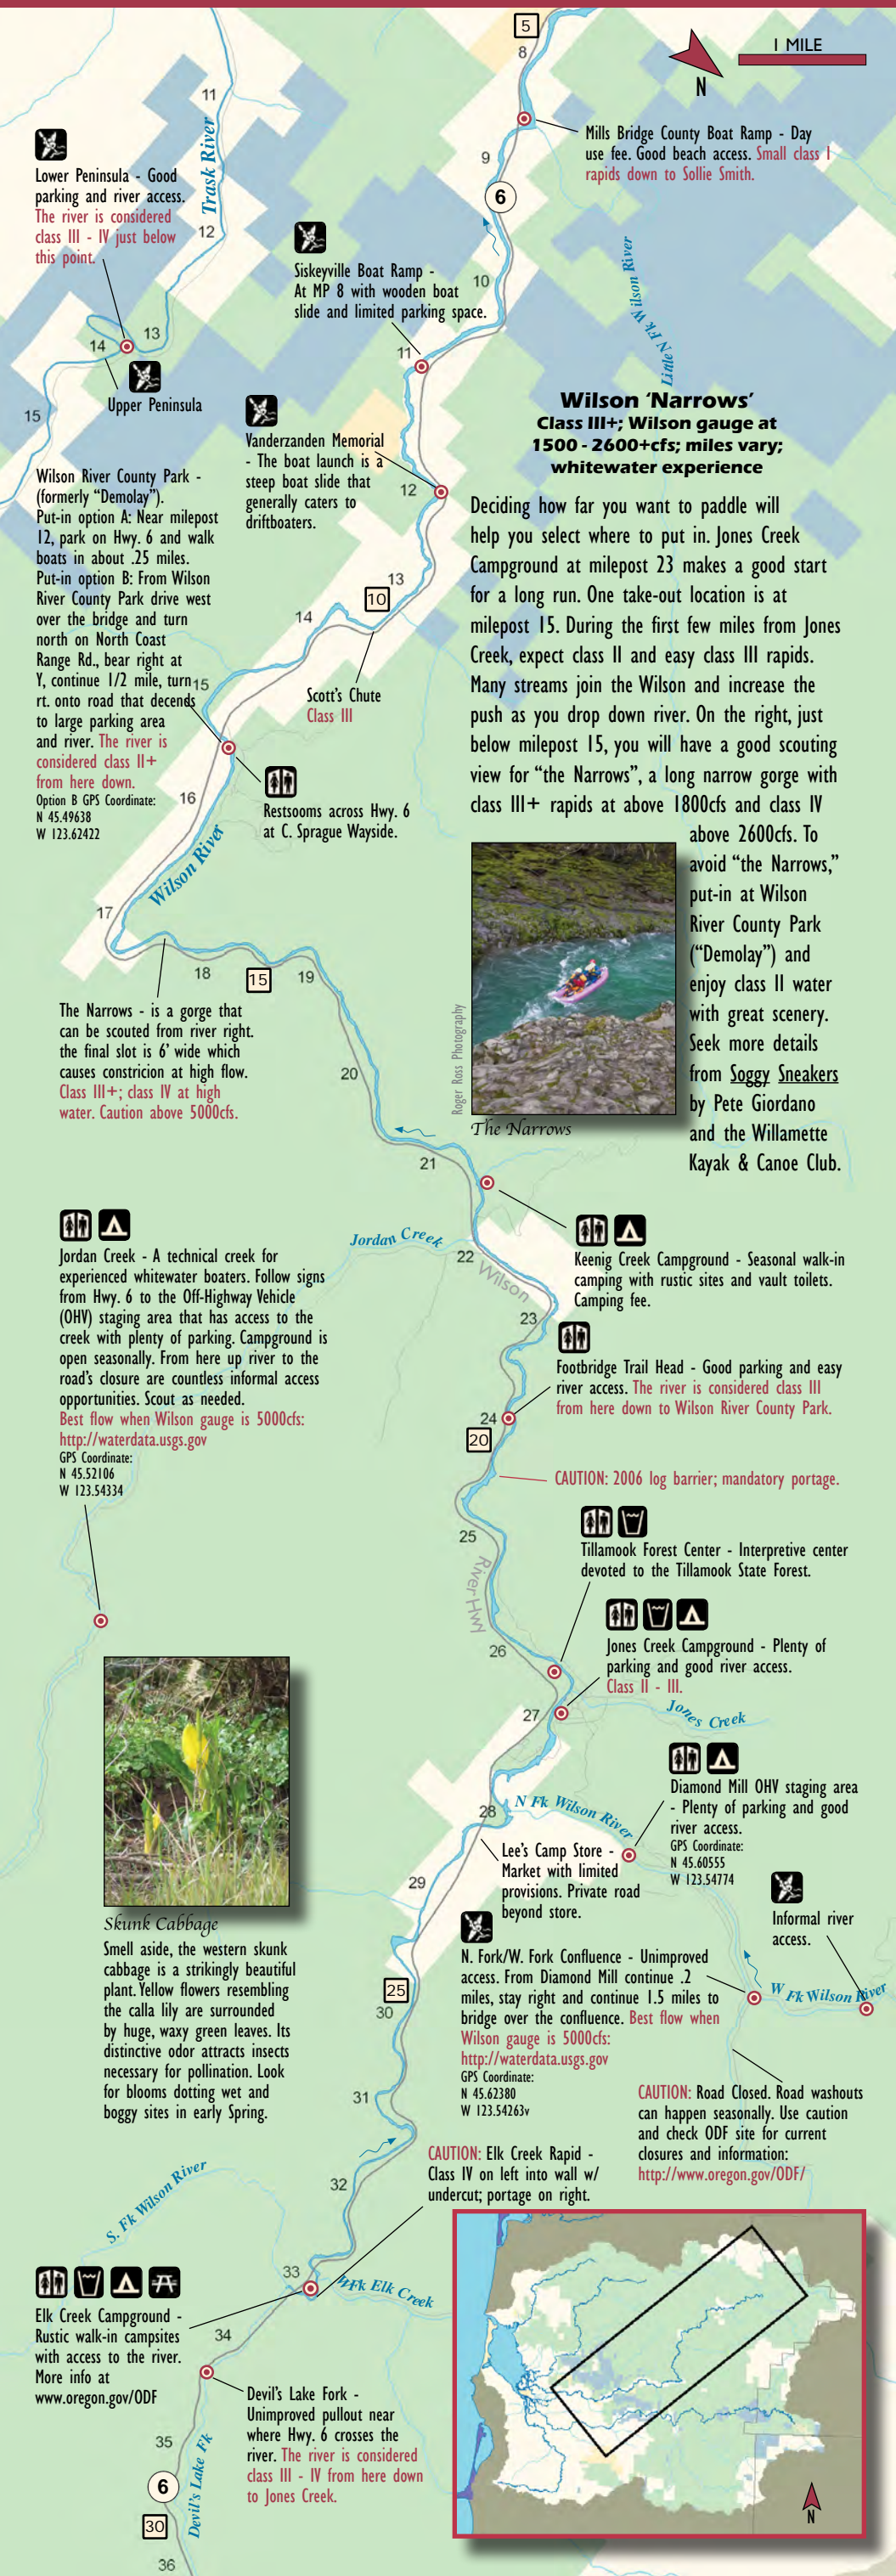 5
8
1 MILE
N
11
Trask River
Mills Bridge County Boat Ramp - Day
use fee. Good beach access. Small class I
rapids down to Sollie Smith.
9
6
Lower Peninsula - Good
parking and river access.
The river is considered
class III - IV just below
this point.
12
10
Siskeyville Boat Ramp -
At MP 8 with wooden boat
slide and limited parking space.
Little N Fk Wilson River
13
14
11
Upper Peninsula
15
Vanderzanden Memorial
- The boat launch is a
steep boat slide that
generally caters to
driftboaters.
12
Wilson 'Narrows'
Class III+; Wilson gauge at
1500 - 2600+cfs; miles vary;
whitewater experience
Deciding how far you want to paddle will
help you select where to put in. Jones Creek
Campground at milepost 23 makes a good start
for a long run. One take-out location is at
milepost 15. During the first few miles from Jones
Creek, expect class II and easy class III rapids.
Many streams join the Wilson and increase the
push as you drop down river. On the right, just
below milepost 15, you will have a good scouting
view for “the Narrows”, a long narrow gorge with
class III+ rapids at above 1800cfs and class IV
above 2600cfs. To
avoid “the Narrows,”
put-in at Wilson
River County Park
(“Demolay”) and
enjoy class II water
with great scenery.
Seek more details
from Soggy Sneakers
by Pete Giordano
and the Willamette
Kayak & Canoe Club.
Wilson River County Park -
(formerly “Demolay”).
Put-in option A: Near milepost
12, park on Hwy. 6 and walk
boats in about .25 miles.
Put-in option B: From Wilson
River County Park drive west
over the bridge and turn
north on North Coast
Range Rd., bear right at
Y, continue 1/2 mile, turn
rt. onto road that decends
to large parking area
and river. The river is
considered class II+
from here down.
Option B GPS Coordinate:
N 45.49638
W 123.62422
13
10
14
15
Scott's Chute
Class III
Restsooms across Hwy. 6
at C. Sprague Wayside.
16
Wilson River
17
18
15
19
The Narrows - is a gorge that
can be scouted from river right.
the final slot is 6' wide which
causes constricion at high flow.
Class III+; class IV at high
water. Caution above 5000cfs.
20
Roger Ross Photography
The Narrows
21
Jordan Creek
22
Wilson
Keenig Creek Campground - Seasonal walk-in
camping with rustic sites and vault toilets.
Camping fee.
Jordan Creek - A technical creek for
experienced whitewater boaters. Follow signs
from Hwy. 6 to the Off-Highway Vehicle
(OHV) staging area that has access to the
creek with plenty of parking. Campground is
open seasonally. From here up river to the
road's closure are countless informal access
opportunities. Scout as needed.
Best flow when Wilson gauge is 5000cfs:
http://waterdata.usgs.gov
GPS Coordinate:
N 45.52106
W 123.54334
23
Footbridge Trail Head - Good parking and easy
river access. The river is considered class III
from here down to Wilson River County Park.
24
20
CAUTION: 2006 log barrier; mandatory portage.
25
River Hwy
Tillamook Forest Center - Interpretive center
devoted to the Tillamook State Forest.
26
Jones Creek Campground - Plenty of
parking and good river access.
Class II - III.
27
Jones Creek
Diamond Mill OHV staging area
- Plenty of parking and good
river access.
GPS Coordinate:
N 45.60555
W 123.54774
28
N Fk Wilson River
Lee's Camp Store -
Market with limited
provisions. Private road
beyond store.
29
Informal river
access.
Skunk Cabbage
Smell aside, the western skunk
cabbage is a strikingly beautiful
plant. Yellow flowers resembling
the calla lily are surrounded
by huge, waxy green leaves. Its
distinctive odor attracts insects
necessary for pollination. Look
for blooms dotting wet and
boggy sites in early Spring.
N. Fork/W. Fork Confluence - Unimproved
access. From Diamond Mill continue .2
miles, stay right and continue 1.5 miles to
bridge over the confluence. Best flow when
Wilson gauge is 5000cfs:
http://waterdata.usgs.gov
GPS Coordinate:
N 45.62380
W 123.54263v
W Fk Wilson River
25
30
CAUTION: Road Closed. Road washouts
can happen seasonally. Use caution
and check ODF site for current
closures and information:
http://www.oregon.gov/ODF/
31
32
CAUTION: Elk Creek Rapid -
Class IV on left into wall w/
undercut; portage on right.
S. Fk Wilson River
33
W Fk Elk Creek
Elk Creek Campground -
Rustic walk-in campsites
with access to the river.
More info at
www.oregon.gov/ODF
34
Devil's Lake Fork -
Unimproved pullout near
where Hwy. 6 crosses the
river. The river is considered
class III - IV from here down
to Jones Creek.
35
Devil's Lake Fk
6
30
36
N